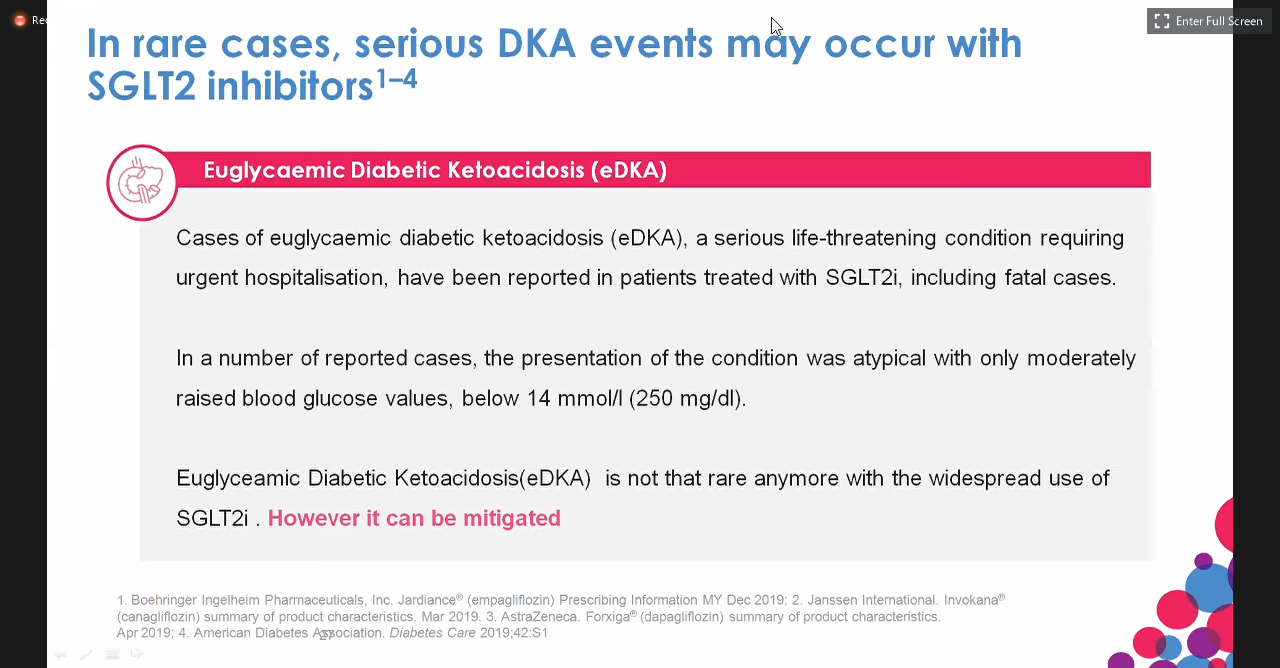 Rec
Enter Full Screen
In rare cases, serious DKA events may occur with
SGLT2 inhibitors1–4
Euglycaemic Diabetic Ketoacidosis (eDKA)
Cases of euglycaemic diabetic ketoacidosis (eDKA), a serious life-threatening condition requiring
urgent hospitalisation, have been reported in patients treated with SGLT2i, including fatal cases.
In a number of reported cases, the presentation of the condition was atypical with only moderately
raised blood glucose values, below 14 mmol/l (250 mg/dl).
Euglyceamic Diabetic Ketoacidosis(eDKA) is not that rare anymore with the widespread use of
SGLT2i . However it can be mitigated
1. Boehringer Ingelheim Pharmaceuticals, Inc. Jardiance® (empagliflozin) Prescribing Information MY Dec 2019; 2. Janssen International. Invokana®
(canagliflozin) summary of product characteristics. Mar 2019. 3. AstraZeneca. Forxiga® (dapagliflozin) summary of product characteristics.
Apr 2019; 4. American Diabetes Association. Diabetes Care 2019;42:S1
27